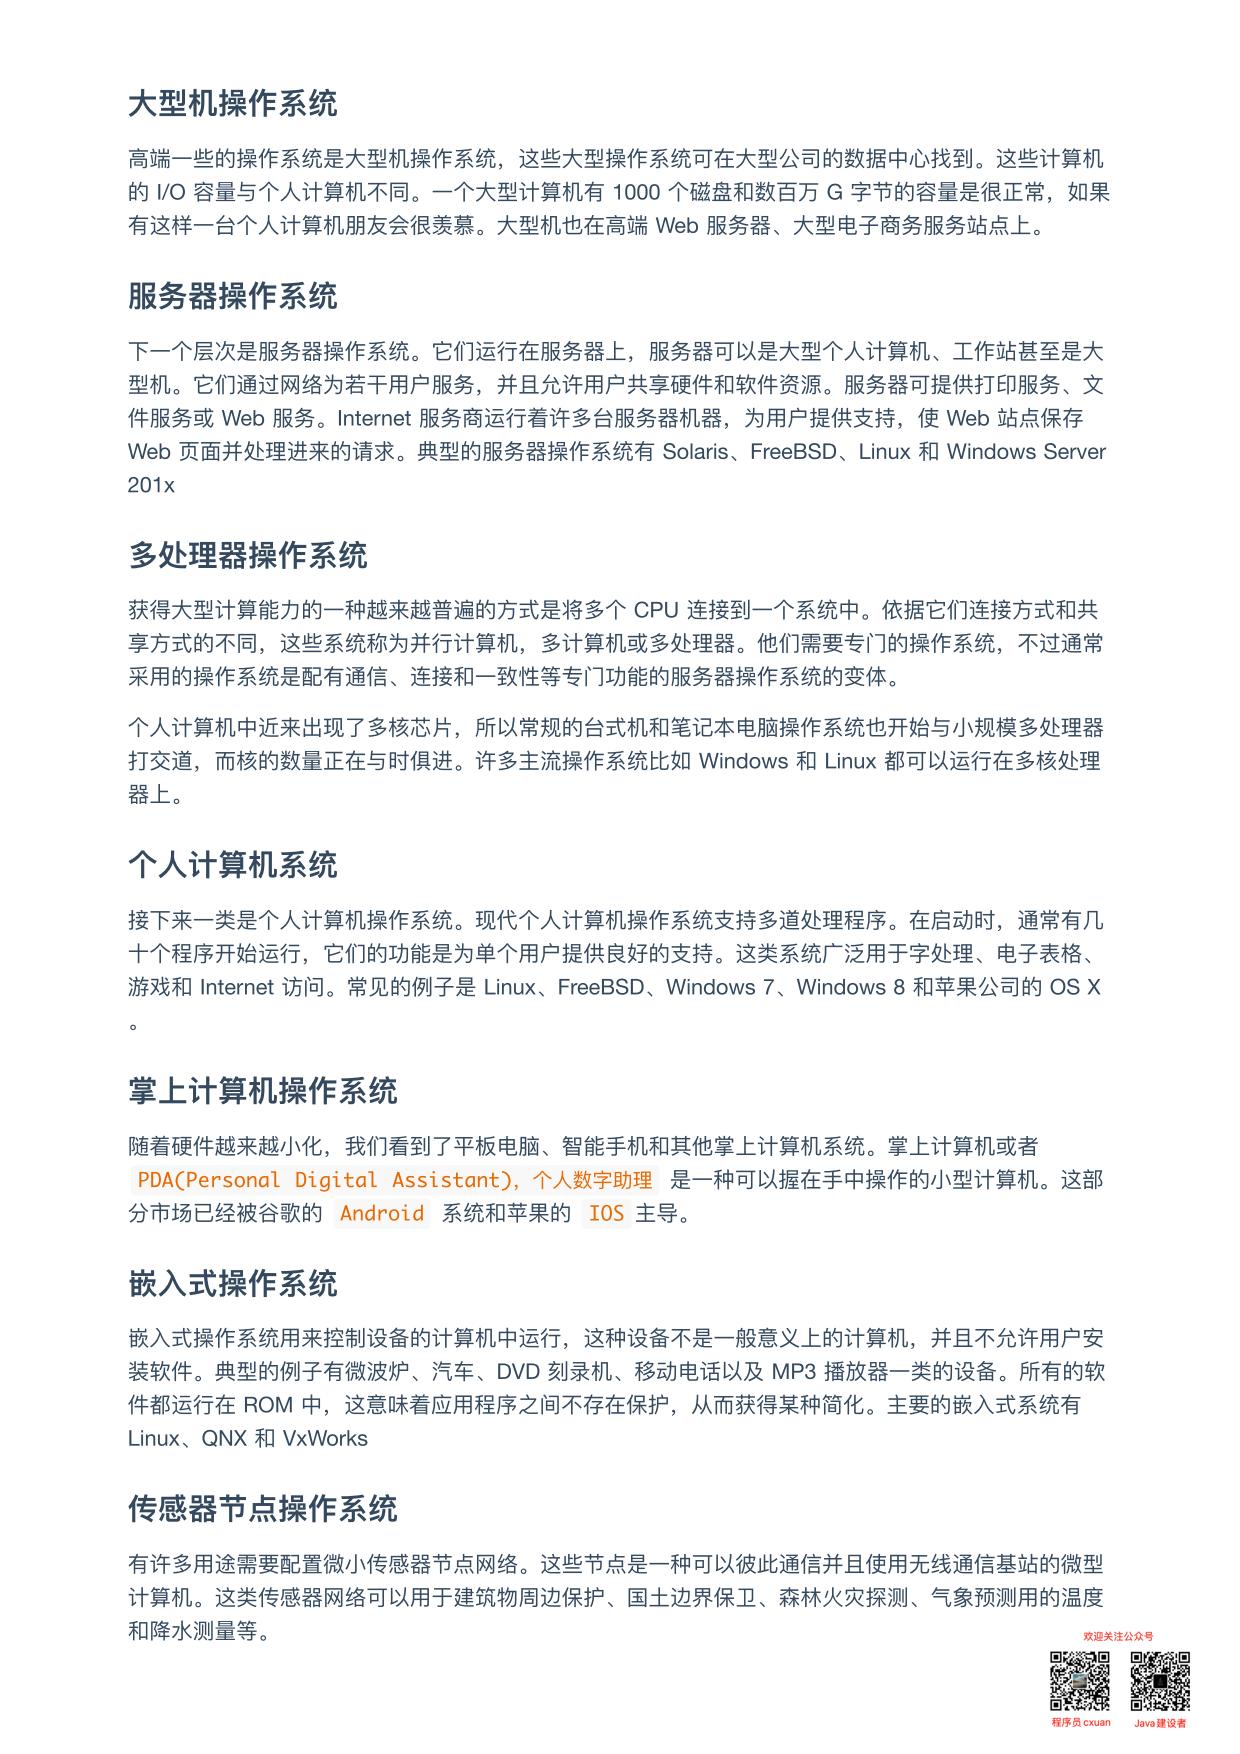 大型机操作系统
高端一些的操作系统是大型机操作系统，这些大型操作系统可在大型公司的数据中心找到。这些计算机
的 I/O 容量与个人计算机不同。一个大型计算机有 1000 个磁盘和数百万 G 字节的容量是很正常，如果
有这样一台个人计算机朋友会很羡慕。大型机也在高端 Web 服务器、大型电子商务服务站点上。
服务器操作系统
下一个层次是服务器操作系统。它们运行在服务器上，服务器可以是大型个人计算机、工作站甚至是大
型机。它们通过网络为若干用户服务，并且允许用户共享硬件和软件资源。服务器可提供打印服务、文
件服务或 Web 服务。Internet 服务商运行着许多台服务器机器，为用户提供支持，使 Web 站点保存
Web 页面并处理进来的请求。典型的服务器操作系统有 Solaris、FreeBSD、Linux 和 Windows Server
201x
多处理器操作系统
获得大型计算能力的一种越来越普遍的方式是将多个 CPU 连接到一个系统中。依据它们连接方式和共
享方式的不同，这些系统称为并行计算机，多计算机或多处理器。他们需要专门的操作系统，不过通常
采用的操作系统是配有通信、连接和一致性等专门功能的服务器操作系统的变体。
个人计算机中近来出现了多核芯片，所以常规的台式机和笔记本电脑操作系统也开始与小规模多处理器
打交道，而核的数量正在与时俱进。许多主流操作系统比如 Windows 和 Linux 都可以运行在多核处理
器上。
个人计算机系统
接下来一类是个人计算机操作系统。现代个人计算机操作系统支持多道处理程序。在启动时，通常有几
十个程序开始运行，它们的功能是为单个用户提供良好的支持。这类系统广泛用于字处理、电子表格、
游戏和 Internet 访问。常见的例子是 Linux、FreeBSD、Windows 7、Windows 8 和苹果公司的 OS X
。
掌上计算机操作系统
随着硬件越来越小化，我们看到了平板电脑、智能手机和其他掌上计算机系统。掌上计算机或者
PDA(Personal Digital Assistant)，个人数字助理 是一种可以握在手中操作的小型计算机。这部
分市场已经被谷歌的 Android 系统和苹果的 IOS 主导。
嵌入式操作系统
嵌入式操作系统用来控制设备的计算机中运行，这种设备不是一般意义上的计算机，并且不允许用户安
装软件。典型的例子有微波炉、汽车、DVD 刻录机、移动电话以及 MP3 播放器一类的设备。所有的软
件都运行在 ROM 中，这意味着应用程序之间不存在保护，从而获得某种简化。主要的嵌入式系统有
Linux、QNX 和 VxWorks
传感器节点操作系统
有许多用途需要配置微小传感器节点网络。这些节点是一种可以彼此通信并且使用无线通信基站的微型
计算机。这类传感器网络可以用于建筑物周边保护、国土边界保卫、森林火灾探测、气象预测用的温度
和降水测量等。
欢迎关注公众号
程序员cxuan
Java建设者